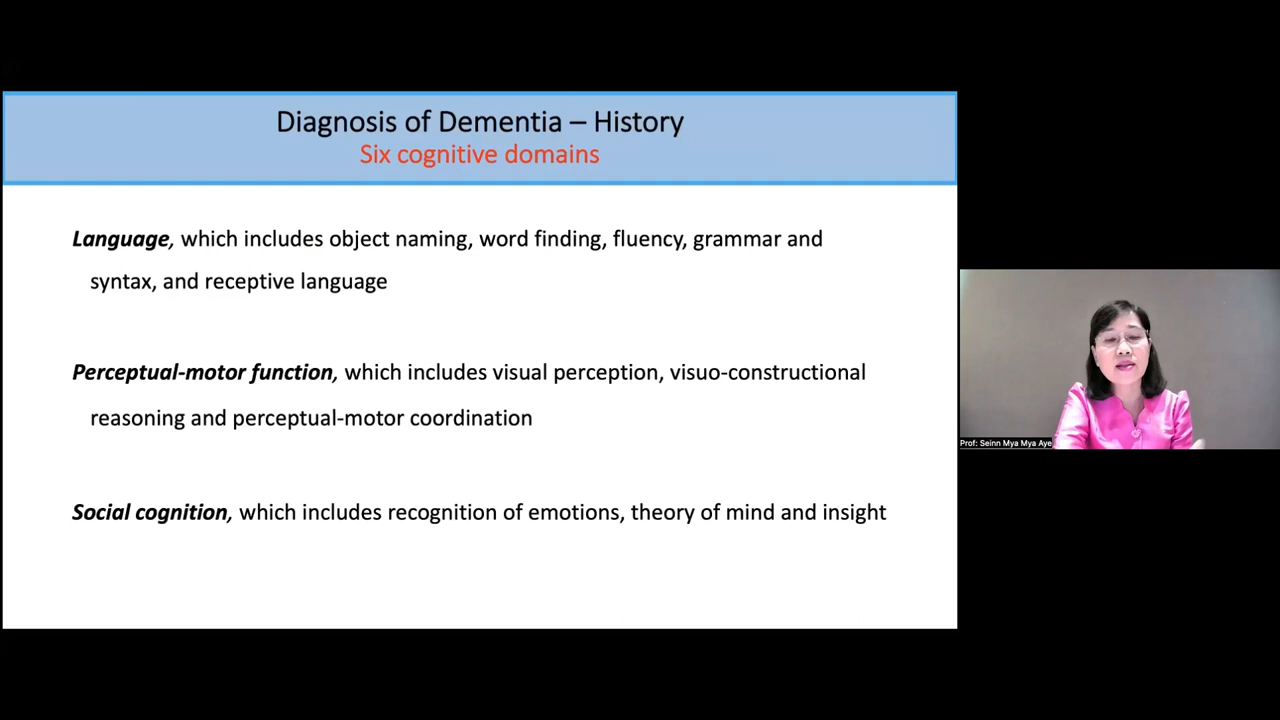 Diagnosis of Dementia – History
Six cognitive domains
Language, which includes object naming, word finding, fluency, grammar and
syntax, and receptive language
Perceptual-motor function, which includes visual perception, visuo-constructional
reasoning and perceptual-motor coordination
Social cognition, which includes recognition of emotions, theory of mind and insight
Prof: Seinn Mya Mya Aye